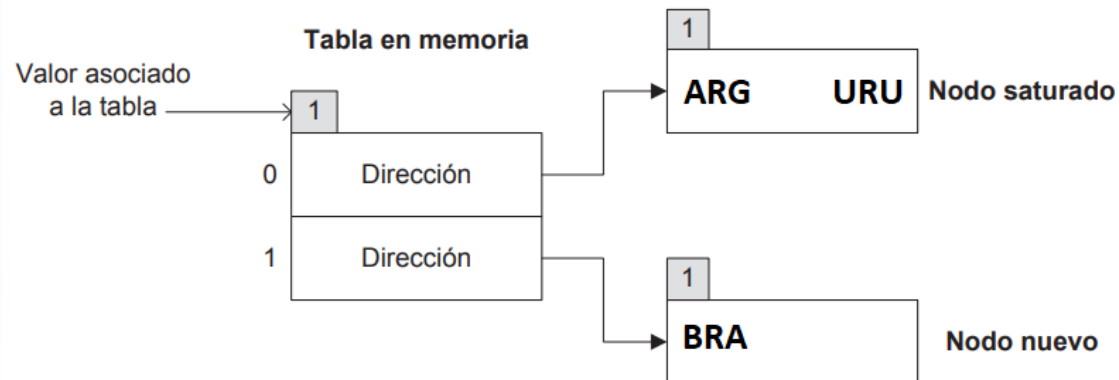 Tabla en memoria
Valor asociado
a la tabla
1
0 Dirección
1 Dirección
1
ARG URU
Nodo saturado
1
BRA
Nodo nuevo